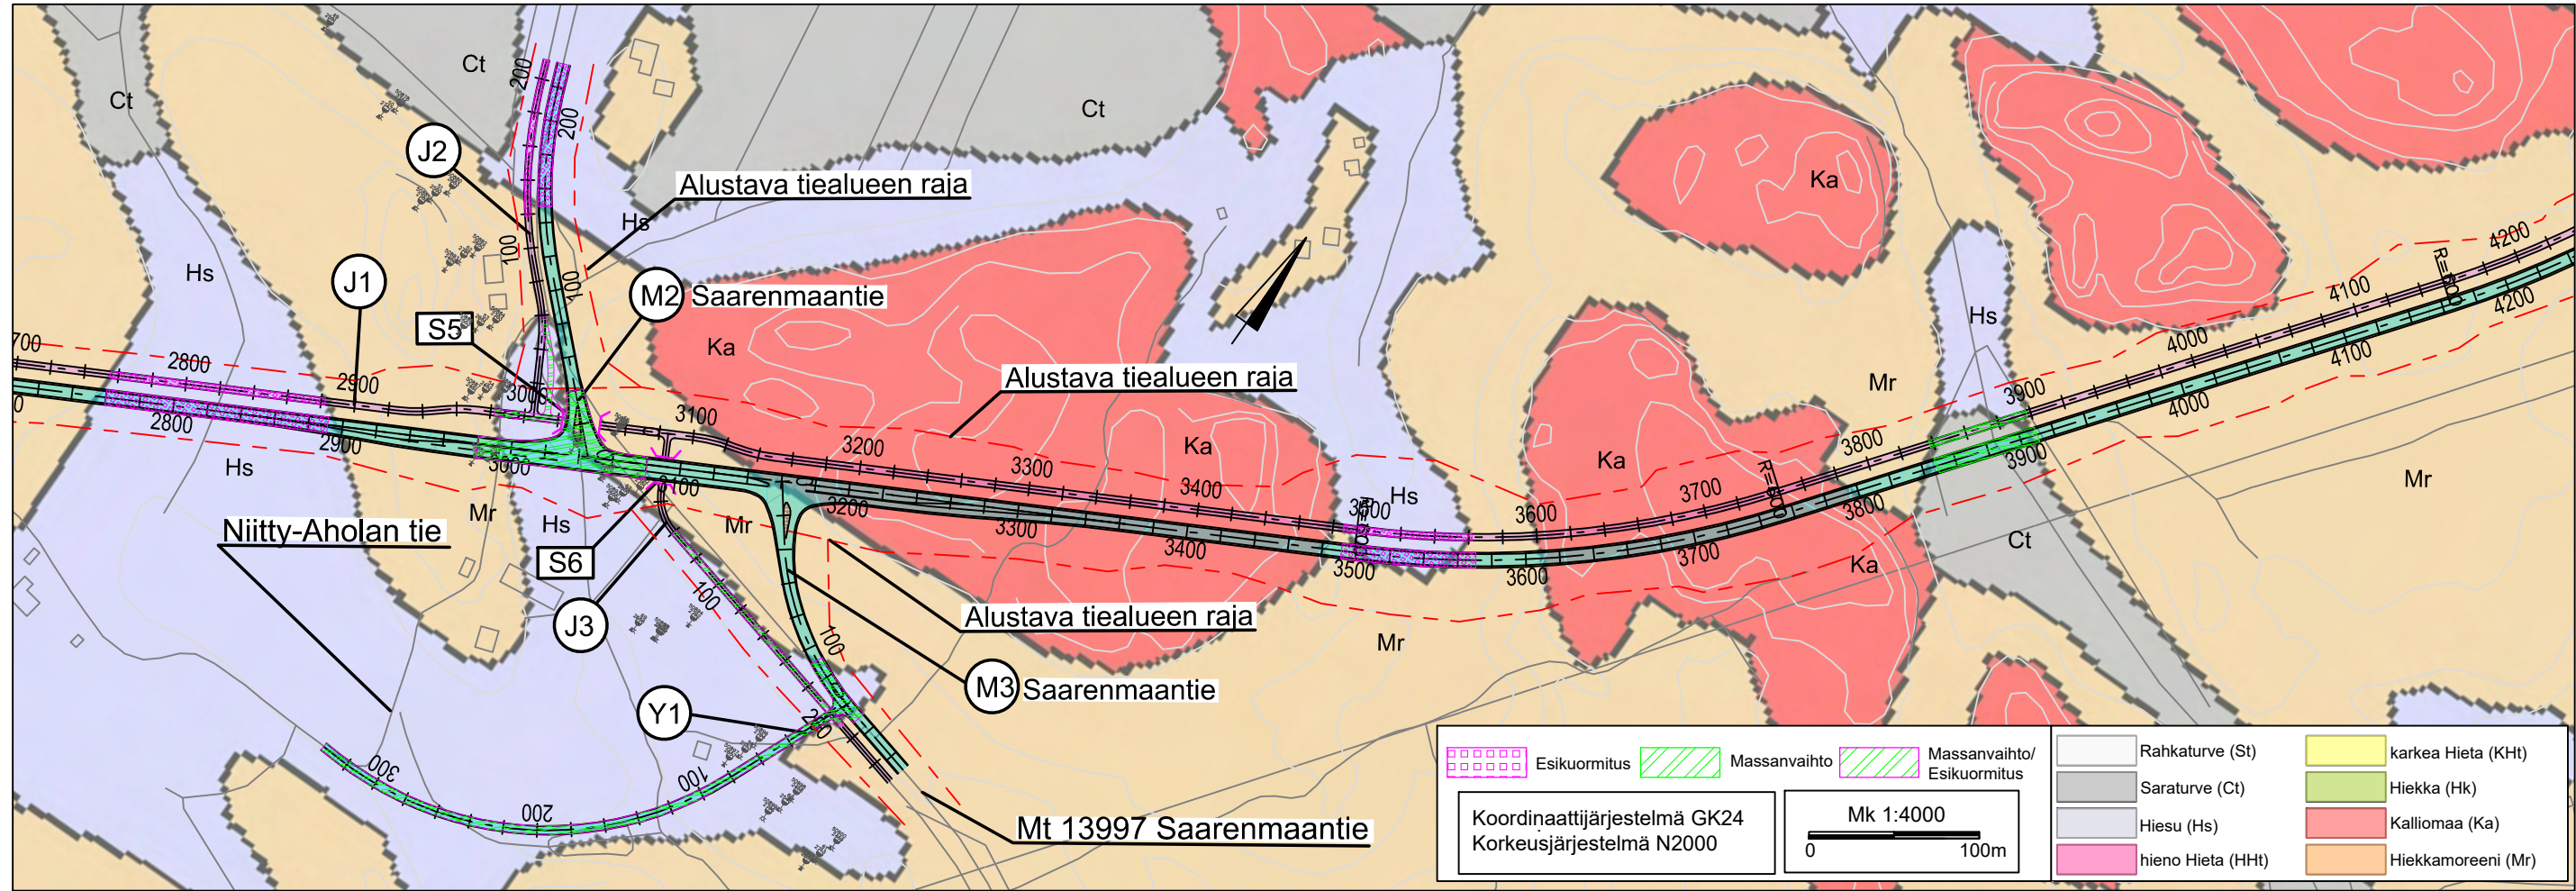 Ct
Ct
Ct
200
200
J2
Alustava tiealueen raja
Hs
Ka
Hs
100
100
J1
M2 Saarenmaantie
S5
Ka
Hs
4200
4200
R=
4100
4100
4000
4000
3900
3900
Mr
Mr
700
0
2800
2800
2900
2900
3000
3000
3100
3100
3200
3200
3300
3300
3400
3400
3500
3500
3600
3600
3700
3700
3800
3800
Alustava tiealueen raja
Ka
Hs
Ka
Ka
Ct
Hs
Mr
Hs
Mr
Mr
Niitty-Aholan tie
S6
J3
100
100
Alustava tiealueen raja
M3 Saarenmaantie
Y1
100
200
300
Mt 13997 Saarenmaantie
Esikuormitus
Massanvaihto
Massanvaihto/
Esikuormitus
Koordinaattijärjestelmä GK24
Korkeusjärjestelmä N2000
Mk 1:4000
0 100m
Rahkaturve (St)
Saraturve (Ct)
Hiesu (Hs)
hieno Hieta (HHt)
karkea Hieta (KHt)
Hiekka (Hk)
Kalliomaa (Ka)
Hiekkamoreeni (Mr)